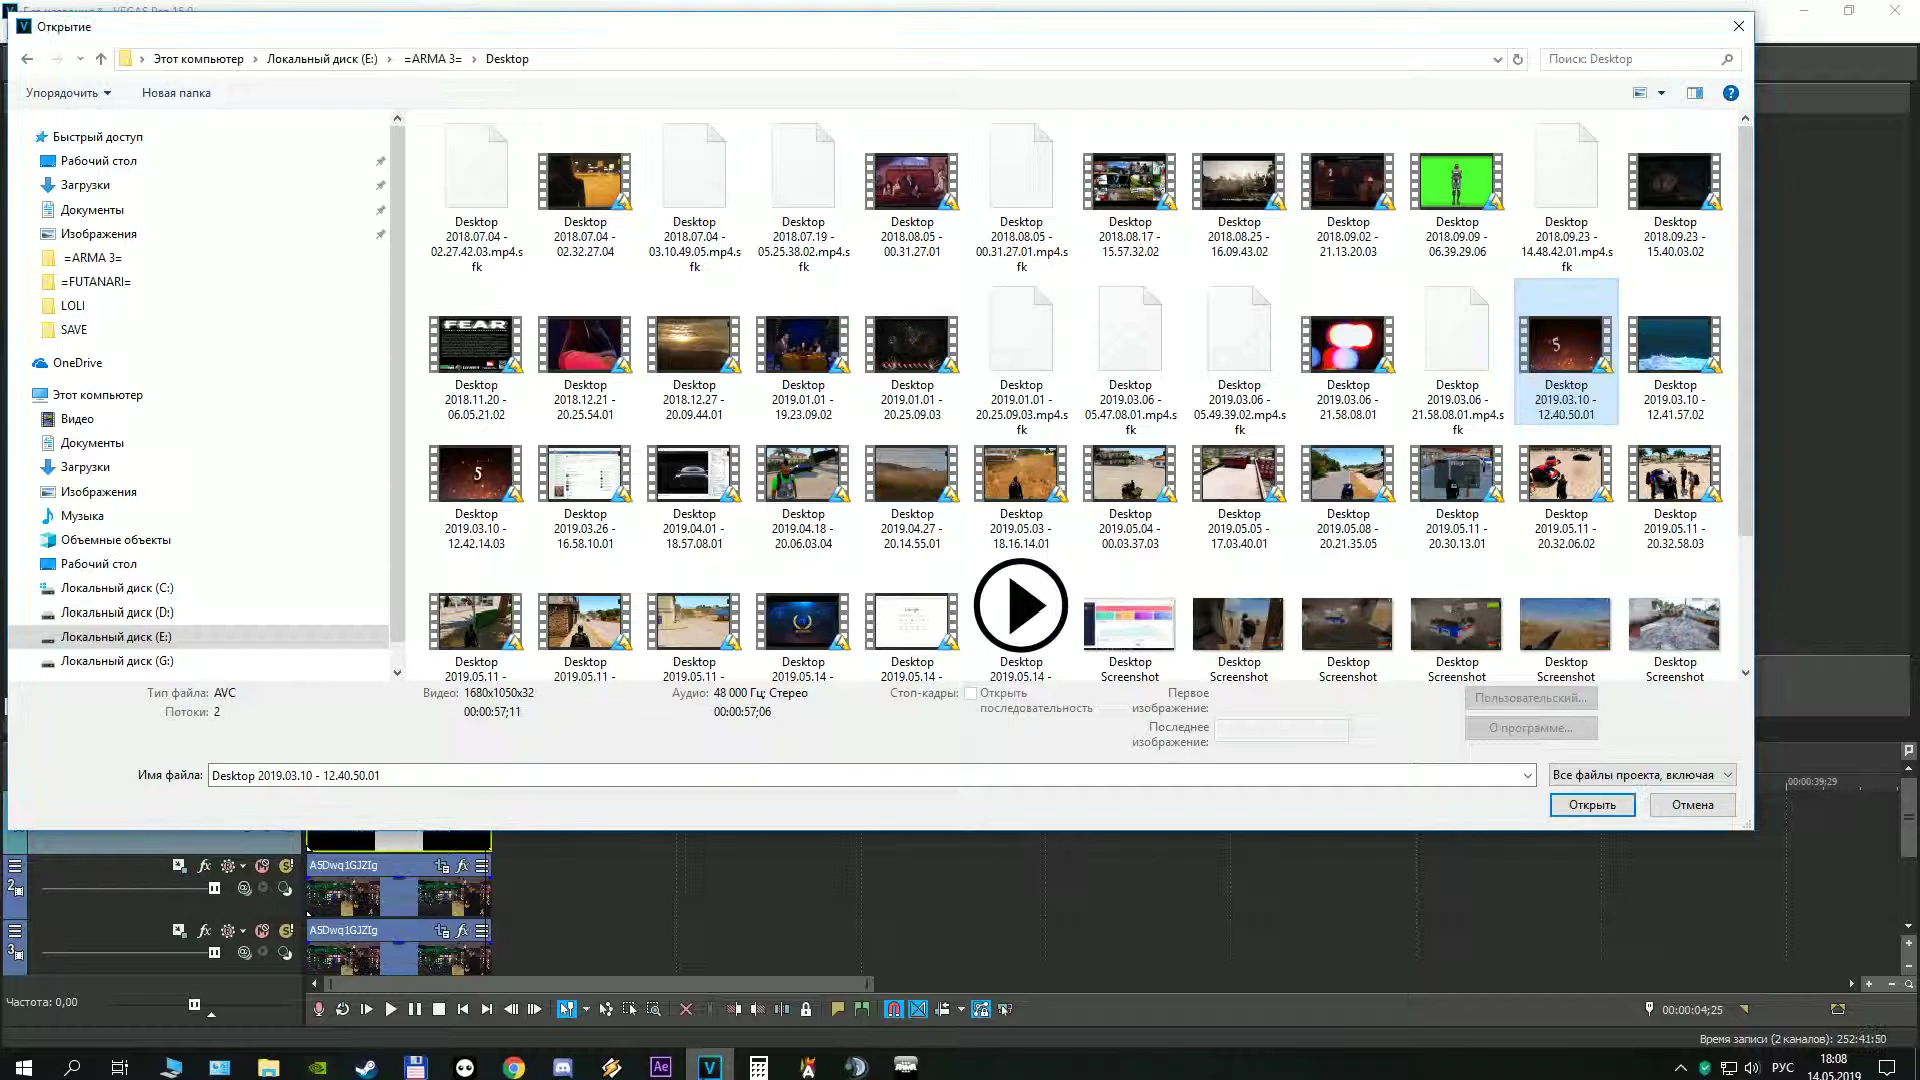 Открытие
Этот компьютер
Локальный диск (E:)
=ARMA 3=
Desktop
Поиск: Desktop
Упорядочить
Новая папка
Быстрый доступ
Рабочий стол
Загрузки
Документы
Изображения
=ARMA 3=
=FUTANARI=
LOLI
SAVE
OneDrive
Этот компьютер
Видео
Документы
Загрузки
Изображения
Музыка
Объемные объекты
Рабочий стол
Локальный диск (C:)
Локальный диск (D:)
Локальный диск (E:)
Локальный диск (G:)
Desktop 2018.07.04 - 02.27.42.03.mp4.sfk
Desktop 2018.07.04 - 02.32.27.04
Desktop 2018.07.04 - 03.10.49.05.mp4.sfk
Desktop 2018.07.19 - 05.25.38.02.mp4.sfk
Desktop 2018.08.05 - 00.31.27.01
Desktop 2018.08.05 - 00.31.27.01.mp4.sfk
Desktop 2018.08.17 - 15.57.32.02
Desktop 2018.08.25 - 16.09.43.02
Desktop 2018.09.02 - 21.13.20.03
Desktop 2018.09.09 - 06.39.29.06
Desktop 2018.09.23 - 14.48.42.01.mp4.sfk
Desktop 2018.09.23 - 15.40.03.02
FEAR
Desktop 2018.11.20 - 06.05.21.02
Desktop 2018.12.21 - 20.25.54.01
Desktop 2018.12.27 - 20.09.44.01
Desktop 2019.01.01 - 19.23.09.02
Desktop 2019.01.01 - 20.25.09.03
Desktop 2019.01.01 - 20.25.09.03.mp4.sfk
Desktop 2019.03.06 - 05.47.08.01.mp4.sfk
Desktop 2019.03.06 - 05.49.39.02.mp4.sfk
Desktop 2019.03.06 - 21.58.08.01
Desktop 2019.03.06 - 21.58.08.01.mp4.sfk
5
Desktop 2019.03.10 - 12.40.50.01
Desktop 2019.03.10 - 12.41.57.02
5
Desktop 2019.03.10 - 12.42.14.03
Desktop 2019.03.26 - 16.58.10.01
Desktop 2019.04.01 - 18.57.08.01
Desktop 2019.04.18 - 20.06.03.04
Desktop 2019.04.27 - 20.14.55.01
Desktop 2019.05.03 - 18.16.14.01
Desktop 2019.05.04 - 00.03.37.03
Desktop 2019.05.05 - 17.03.40.01
Desktop 2019.05.08 - 20.21.35.05
Desktop 2019.05.11 - 20.30.13.01
Desktop 2019.05.11 - 20.32.06.02
Desktop 2019.05.11 - 20.32.58.03
Desktop 2019.05.11 -
Desktop 2019.05.11 -
Desktop 2019.05.11 -
Desktop 2019.05.14 -
Desktop 2019.05.14 -
Desktop 2019.05.14 -
Desktop Screenshot
Desktop Screenshot
Desktop Screenshot
Desktop Screenshot
Desktop Screenshot
Desktop Screenshot
Тип файла: AVC
Потоки: 2
Видео: 1680x1050x32
00:00:57;11
Аудио: 48 000 Гц; Стерео
00:00:57;06
Стоп-кадры:
Открыть последовательность
Первое изображение:
Последнее изображение:
Пользовательский...
О программе...
Имя файла: Desktop 2019.03.10 - 12.40.50.01
Все файлы проекта, включая
Открыть
Отмена
00:00:39;29
A5Dwq1GJZIg
2
A5Dwq1GJZIg
3
Частота: 0,00
00:00:04;25
Время записи (2 каналов): 252:41:50
Ae
V
РУС
18:08
14.05.2019